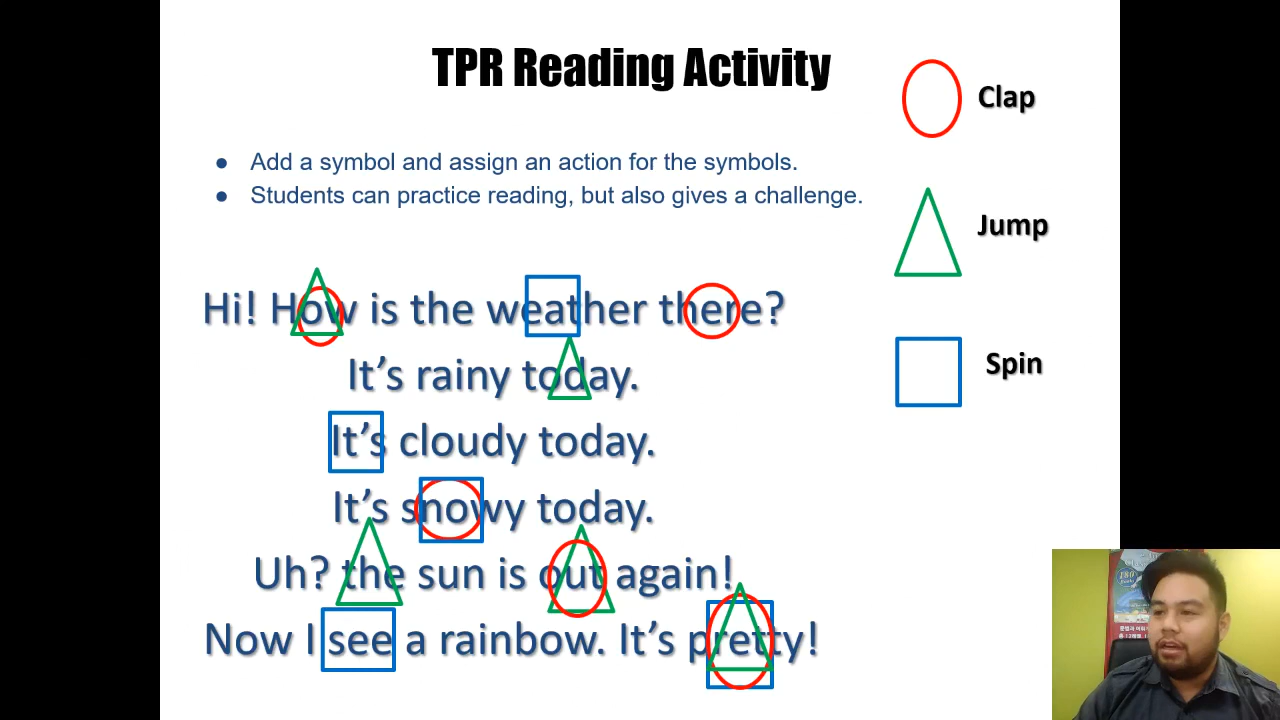 TPR Reading Activity
Clap
● Add a symbol and assign an action for the symbols.
● Students can practice reading, but also gives a challenge.
Jump
Hi! How is the weather there?
It’s rainy today.
Spin
It’s cloudy today.
It’s snowy today.
Uh? the sun is out again!
Now I see a rainbow. It’s pretty!
180